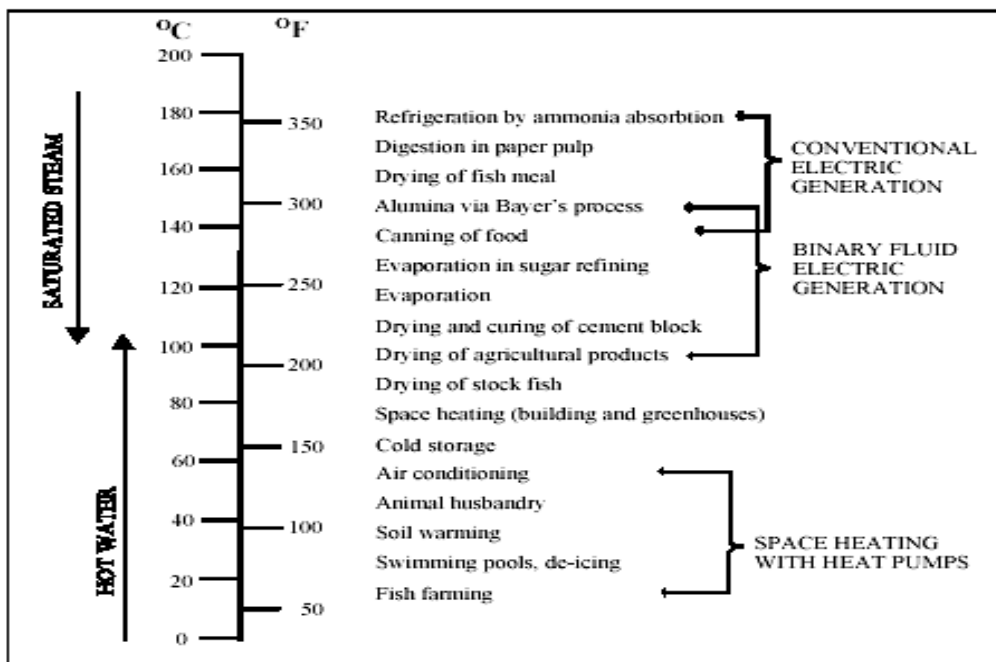 °C
°F
200
180
160
140
120
100
80
60
40
20
0
350
300
250
200
150
100
50
SATURATED STEAM
HOT WATER
Refrigeration by ammonia absorbtion
Digestion in paper pulp
Drying of fish meal
Alumina via Bayer's process
Canning of food
Evaporation in sugar refining
Evaporation
Drying and curing of cement block
Drying of agricultural products
Drying of stock fish
Space heating (building and greenhouses)
Cold storage
Air conditioning
Animal husbandry
Soil warming
Swimming pools, de-icing
Fish farming
CONVENTIONAL
ELECTRIC
GENERATION
BINARY FLUID
ELECTRIC
GENERATION
SPACE HEATING
WITH HEAT PUMPS